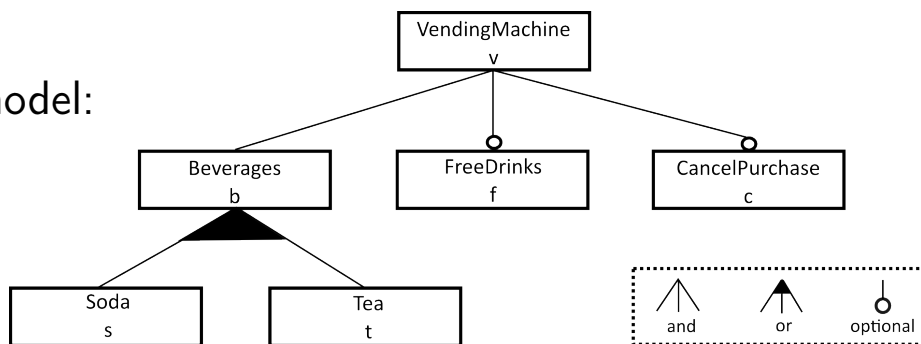 VendingMachine
v
odel:
Beverages
b
FreeDrinks
f
CancelPurchase
c
Soda
s
Tea
t
and or optional